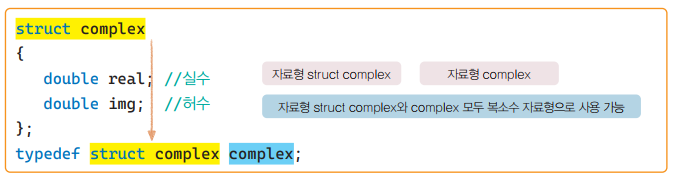 struct complex
{
double real; //실수
double img; //허수
};
typedef struct complex complex;
자료형 struct complex
자료형 complex
자료형 struct complex와 complex 모두 복소수 자료형으로 사용 가능